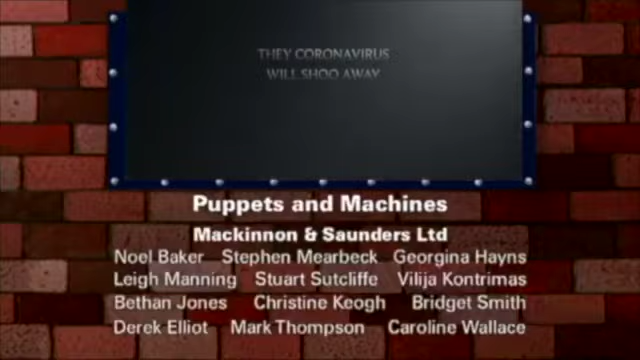 THEY CORONAVIRUS
WILL SHOO AWAY
Puppets and Machines
Mackinnon & Saunders Ltd
Noel Baker Stephen Mearbeck Georgina Hayns
Leigh Manning Stuart Sutcliffe Vilija Kontrimas
Bethan Jones Christine Keogh Bridget Smith
Derek Elliot Mark Thompson Caroline Wallace